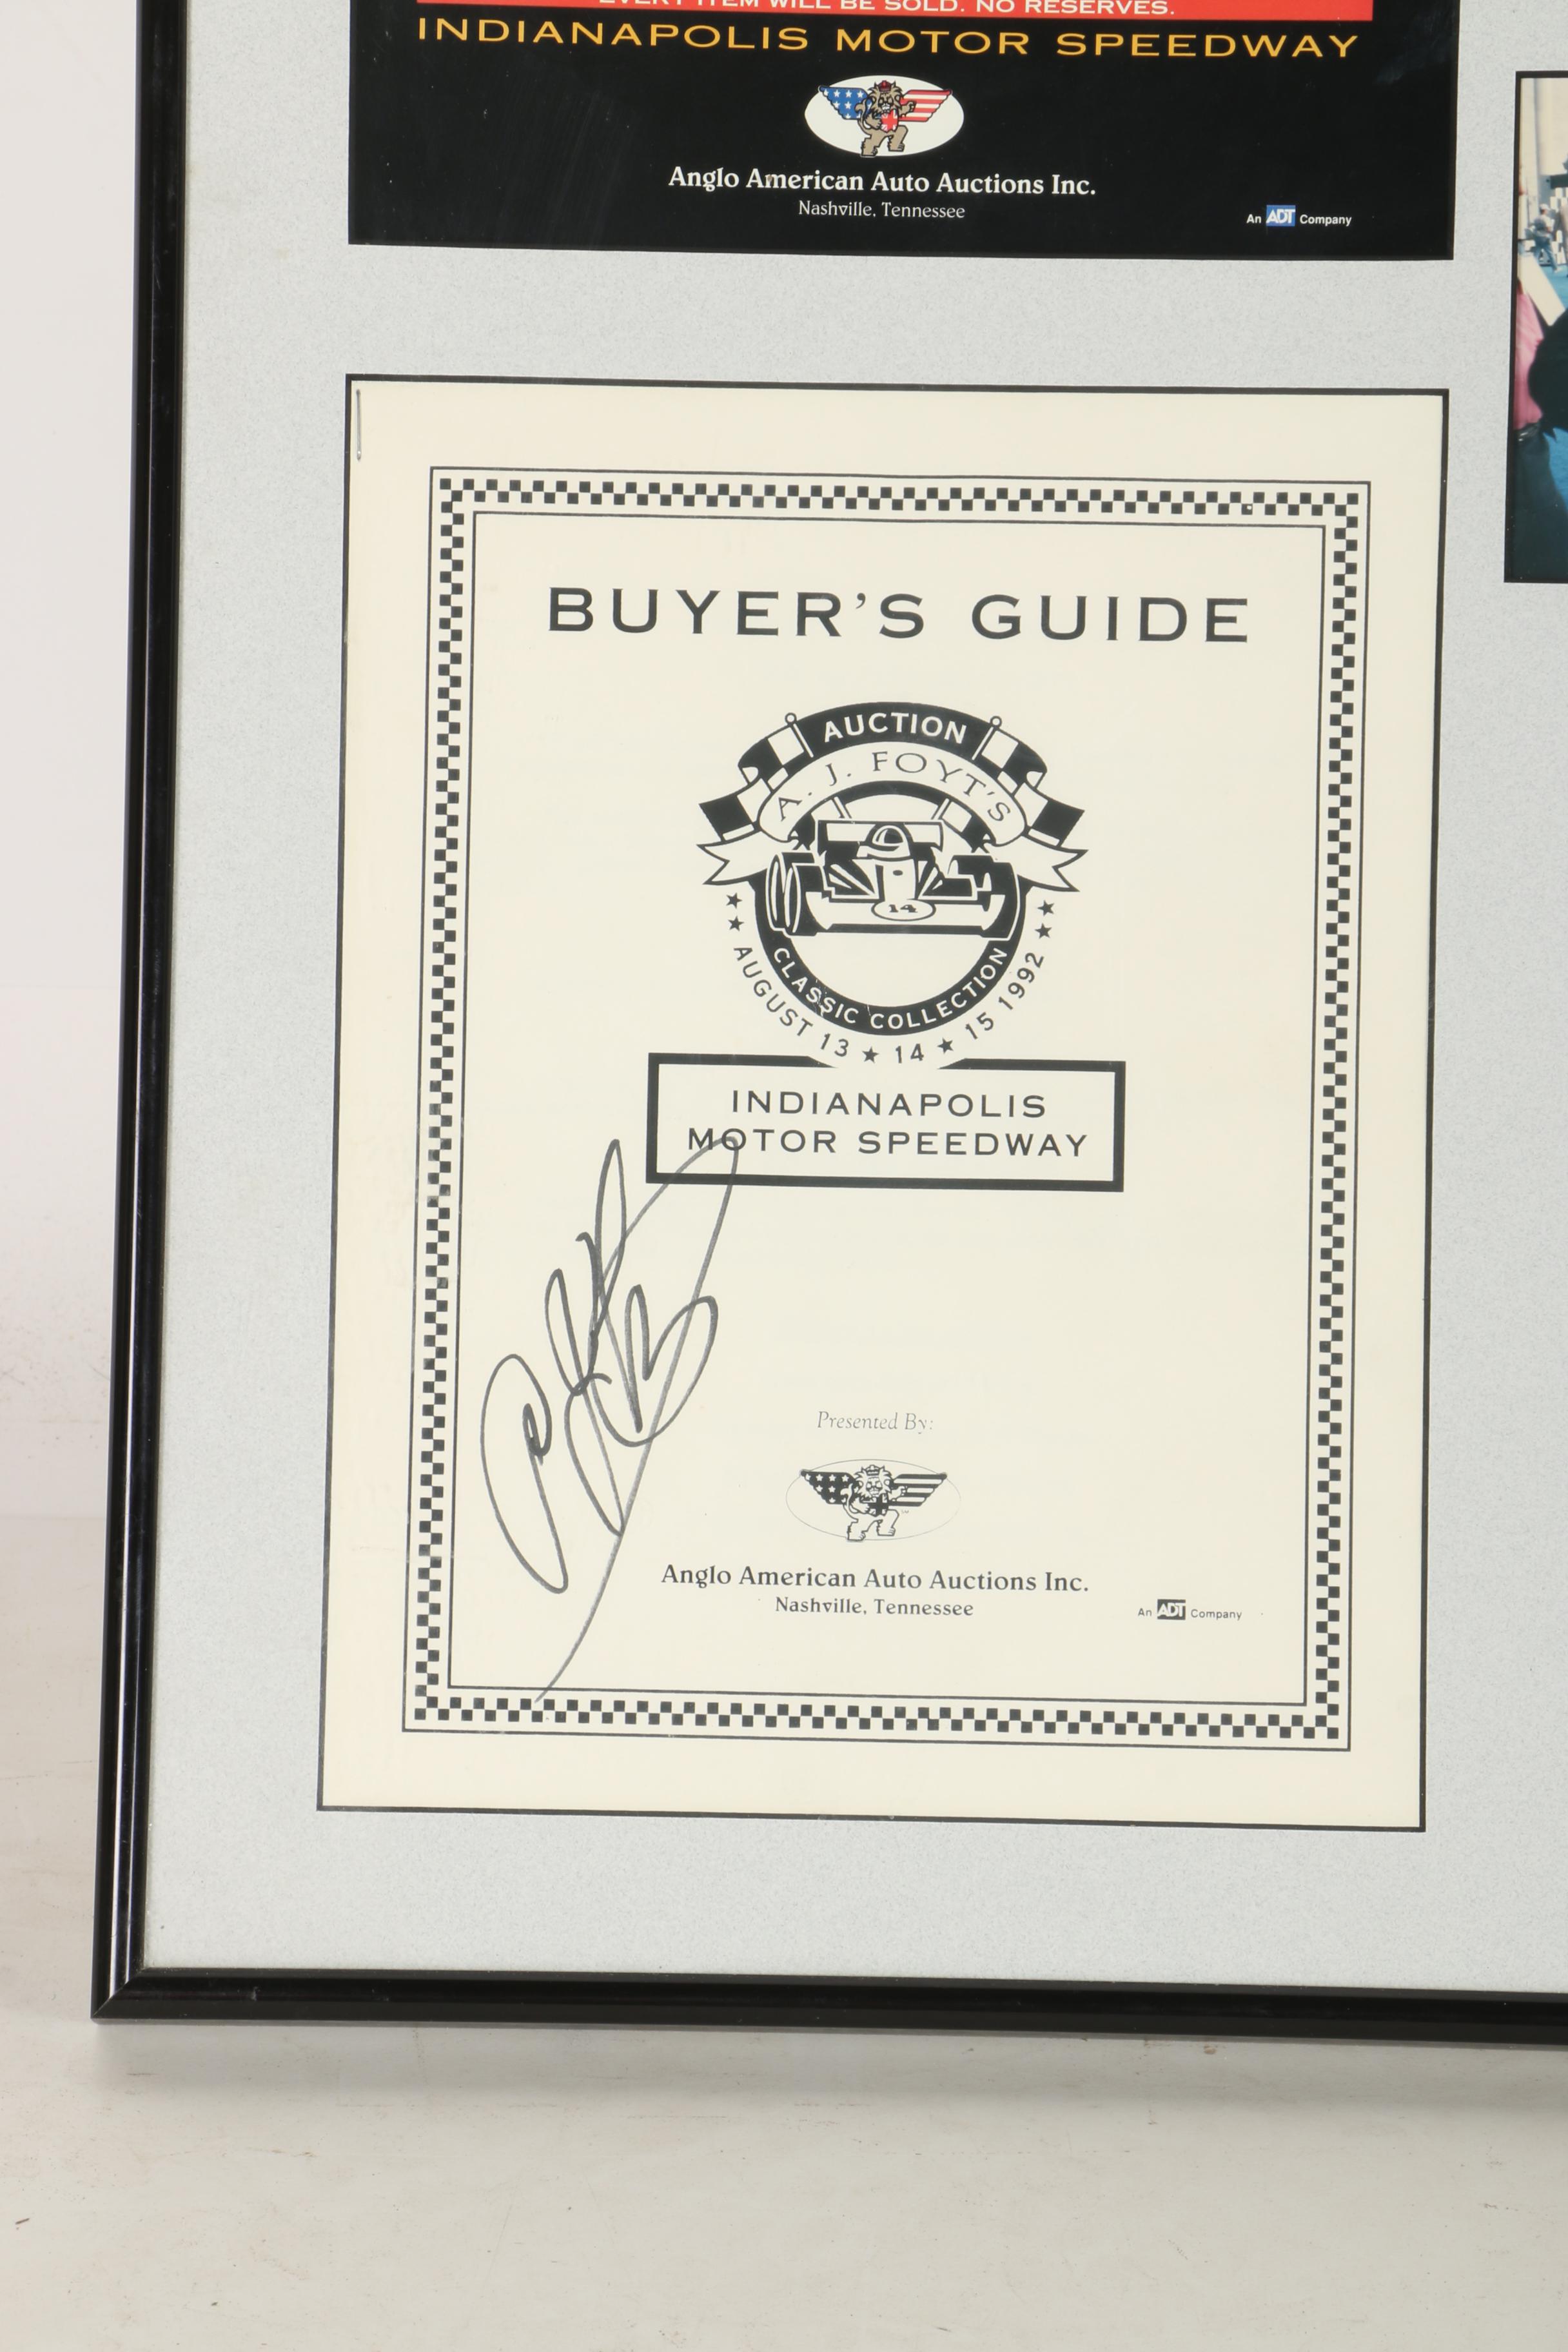 EVERY ITEM WILL BE SOLD. NO RESERVES.
INDIANAPOLIS MOTOR SPEEDWAY
Anglo American Auto Auctions Inc.
Nashville, Tennessee
An ADT Company
BUYER'S GUIDE
AUCTION
A. J. FOYT'S
14
CLASSIC COLLECTION
★ ★ AUGUST 13 ★ 14 ★ 15 1992 ★ ★
INDIANAPOLIS
MOTOR SPEEDWAY
Presented By:
Anglo American Auto Auctions Inc.
Nashville, Tennessee
An ADT Company